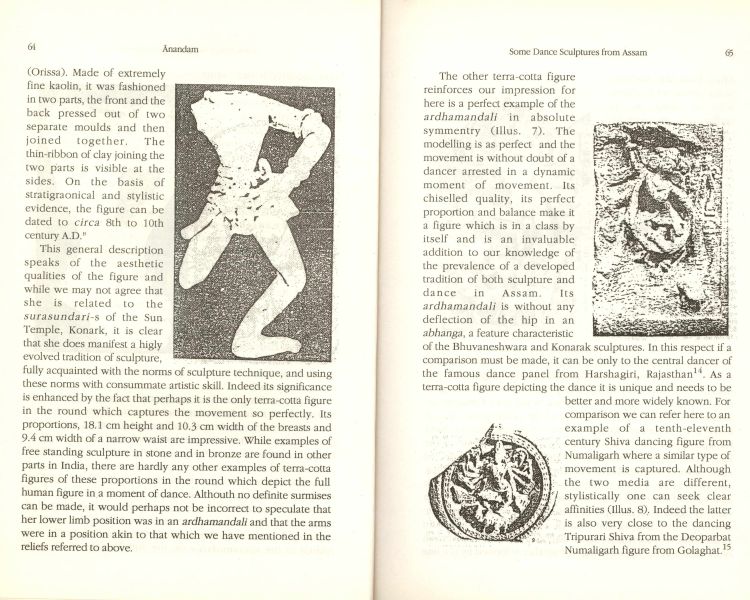 64
Ānandam
(Orissa). Made of extremely
fine kaolin, it was fashioned
in two parts, the front and the
back pressed out of two
separate moulds and then
joined together. The
thin-ribbon of clay joining the
two parts is visible at the
sides. On the basis of
stratigraonical and stylistic
evidence, the figure can be
dated to circa 8th to 10th
century A.D."
This general description
speaks of the aesthetic
qualities of the figure and
while we may not agree that
she is related to the
surasundari-s of the Sun
Temple, Konark, it is clear
that she does manifest a higly
evolved tradition of sculpture,
fully acquainted with the norms of sculpture technique, and using
these norms with consummate artistic skill. Indeed its significance
is enhanced by the fact that perhaps it is the only terra-cotta figure
in the round which captures the movement so perfectly. Its
proportions, 18.1 cm height and 10.3 cm width of the breasts and
9.4 cm width of a narrow waist are impressive. While examples of
free standing sculpture in stone and in bronze are found in other
parts in India, there are hardly any other examples of terra-cotta
figures of these proportions in the round which depict the full
human figure in a moment of dance. Althouth no definite surmises
can be made, it would perhaps not be incorrect to speculate that
her lower limb position was in an ardhamandali and that the arms
were in a position akin to that which we have mentioned in the
reliefs referred to above.
Some Dance Sculptures from Assam
65
The other terra-cotta figure
reinforces our impression for
here is a perfect example of the
ardhamandali in absolute
symmentry (Illus. 7). The
modelling is as perfect and the
movement is without doubt of a
dancer arrested in a dynamic
moment of movement. Its
chiselled quality, its perfect
proportion and balance make it
a figure which is in a class by
itself and is an invaluable
addition to our knowledge of
the prevalence of a developed
tradition of both sculpture and
dance in Assam. Its
ardhamandali is without any
deflection of the hip in an
abhanga, a feature characteristic
of the Bhuvaneshwara and Konarak sculptures. In this respect if a
comparison must be made, it can be only to the central dancer of
the famous dance panel from Harshagiri, Rajasthan14. As a
terra-cotta figure depicting the dance it is unique and needs to be
better and more widely known. For
comparison we can refer here to an
example of a tenth-eleventh
century Shiva dancing figure from
Numaligarh where a similar type of
movement is captured. Although
the two media are different,
stylistically one can seek clear
affinities (Illus. 8). Indeed the latter
is also very close to the dancing
Tripurari Shiva from the Deoparbat
Numaligarh figure from Golaghat.15